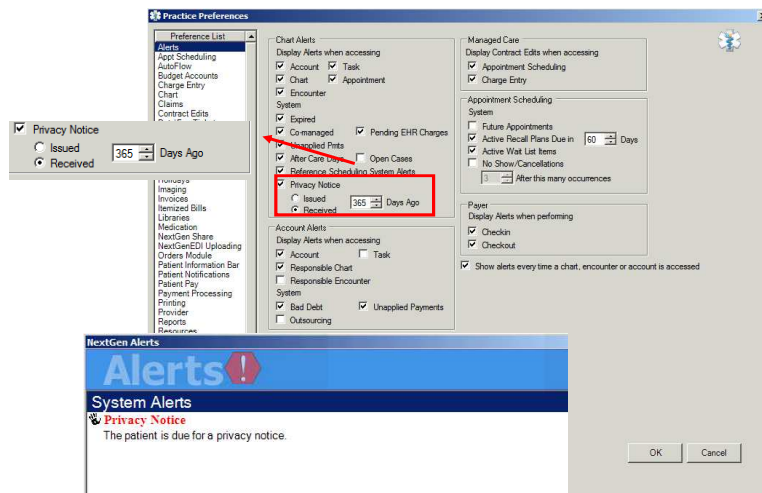 Practice Preferences
Preference List
Alerts
Appt Scheduling
AutoFlow
Budget Accounts
Charge Entry
Chart
Claims
Contract Edits
Imaging
Invoices
Itemized Bills
Libraries
Medication
NextGen Share
NextGenEDI Uploading
Orders Module
Patient Information Bar
Patient Notifications
Patient Pay
Payment Processing
Printing
Provider
Reports
Resources
Privacy Notice
Issued
Received
365 Days Ago
Chart Alerts
Display Alerts when accessing
Account Task
Chart Appointment
Encounter
System
Expired
Co-managed Pending EHR Charges
Unapplied Pmts
After Care Days Open Cases
Reference Scheduling System Alerts
Privacy Notice
Issued
Received
365 Days Ago
Account Alerts
Display Alerts when accessing
Account Task
Responsible Chart
Responsible Encounter
System
Bad Debt Unapplied Payments
Outsourcing
Managed Care
Display Contract Edits when accessing
Appointment Scheduling
Charge Entry
Appointment Scheduling
System
Future Appointments
Active Recall Plans Due in 60 Days
Active Wait List Items
No Show/Cancellations
3 After this many occurrences
Payer
Display Alerts when performing
Checkin
Checkout
Show alerts every time a chart, encounter or account is accessed
NextGen Alerts
Alerts!
System Alerts
Privacy Notice
The patient is due for a privacy notice.
OK Cancel